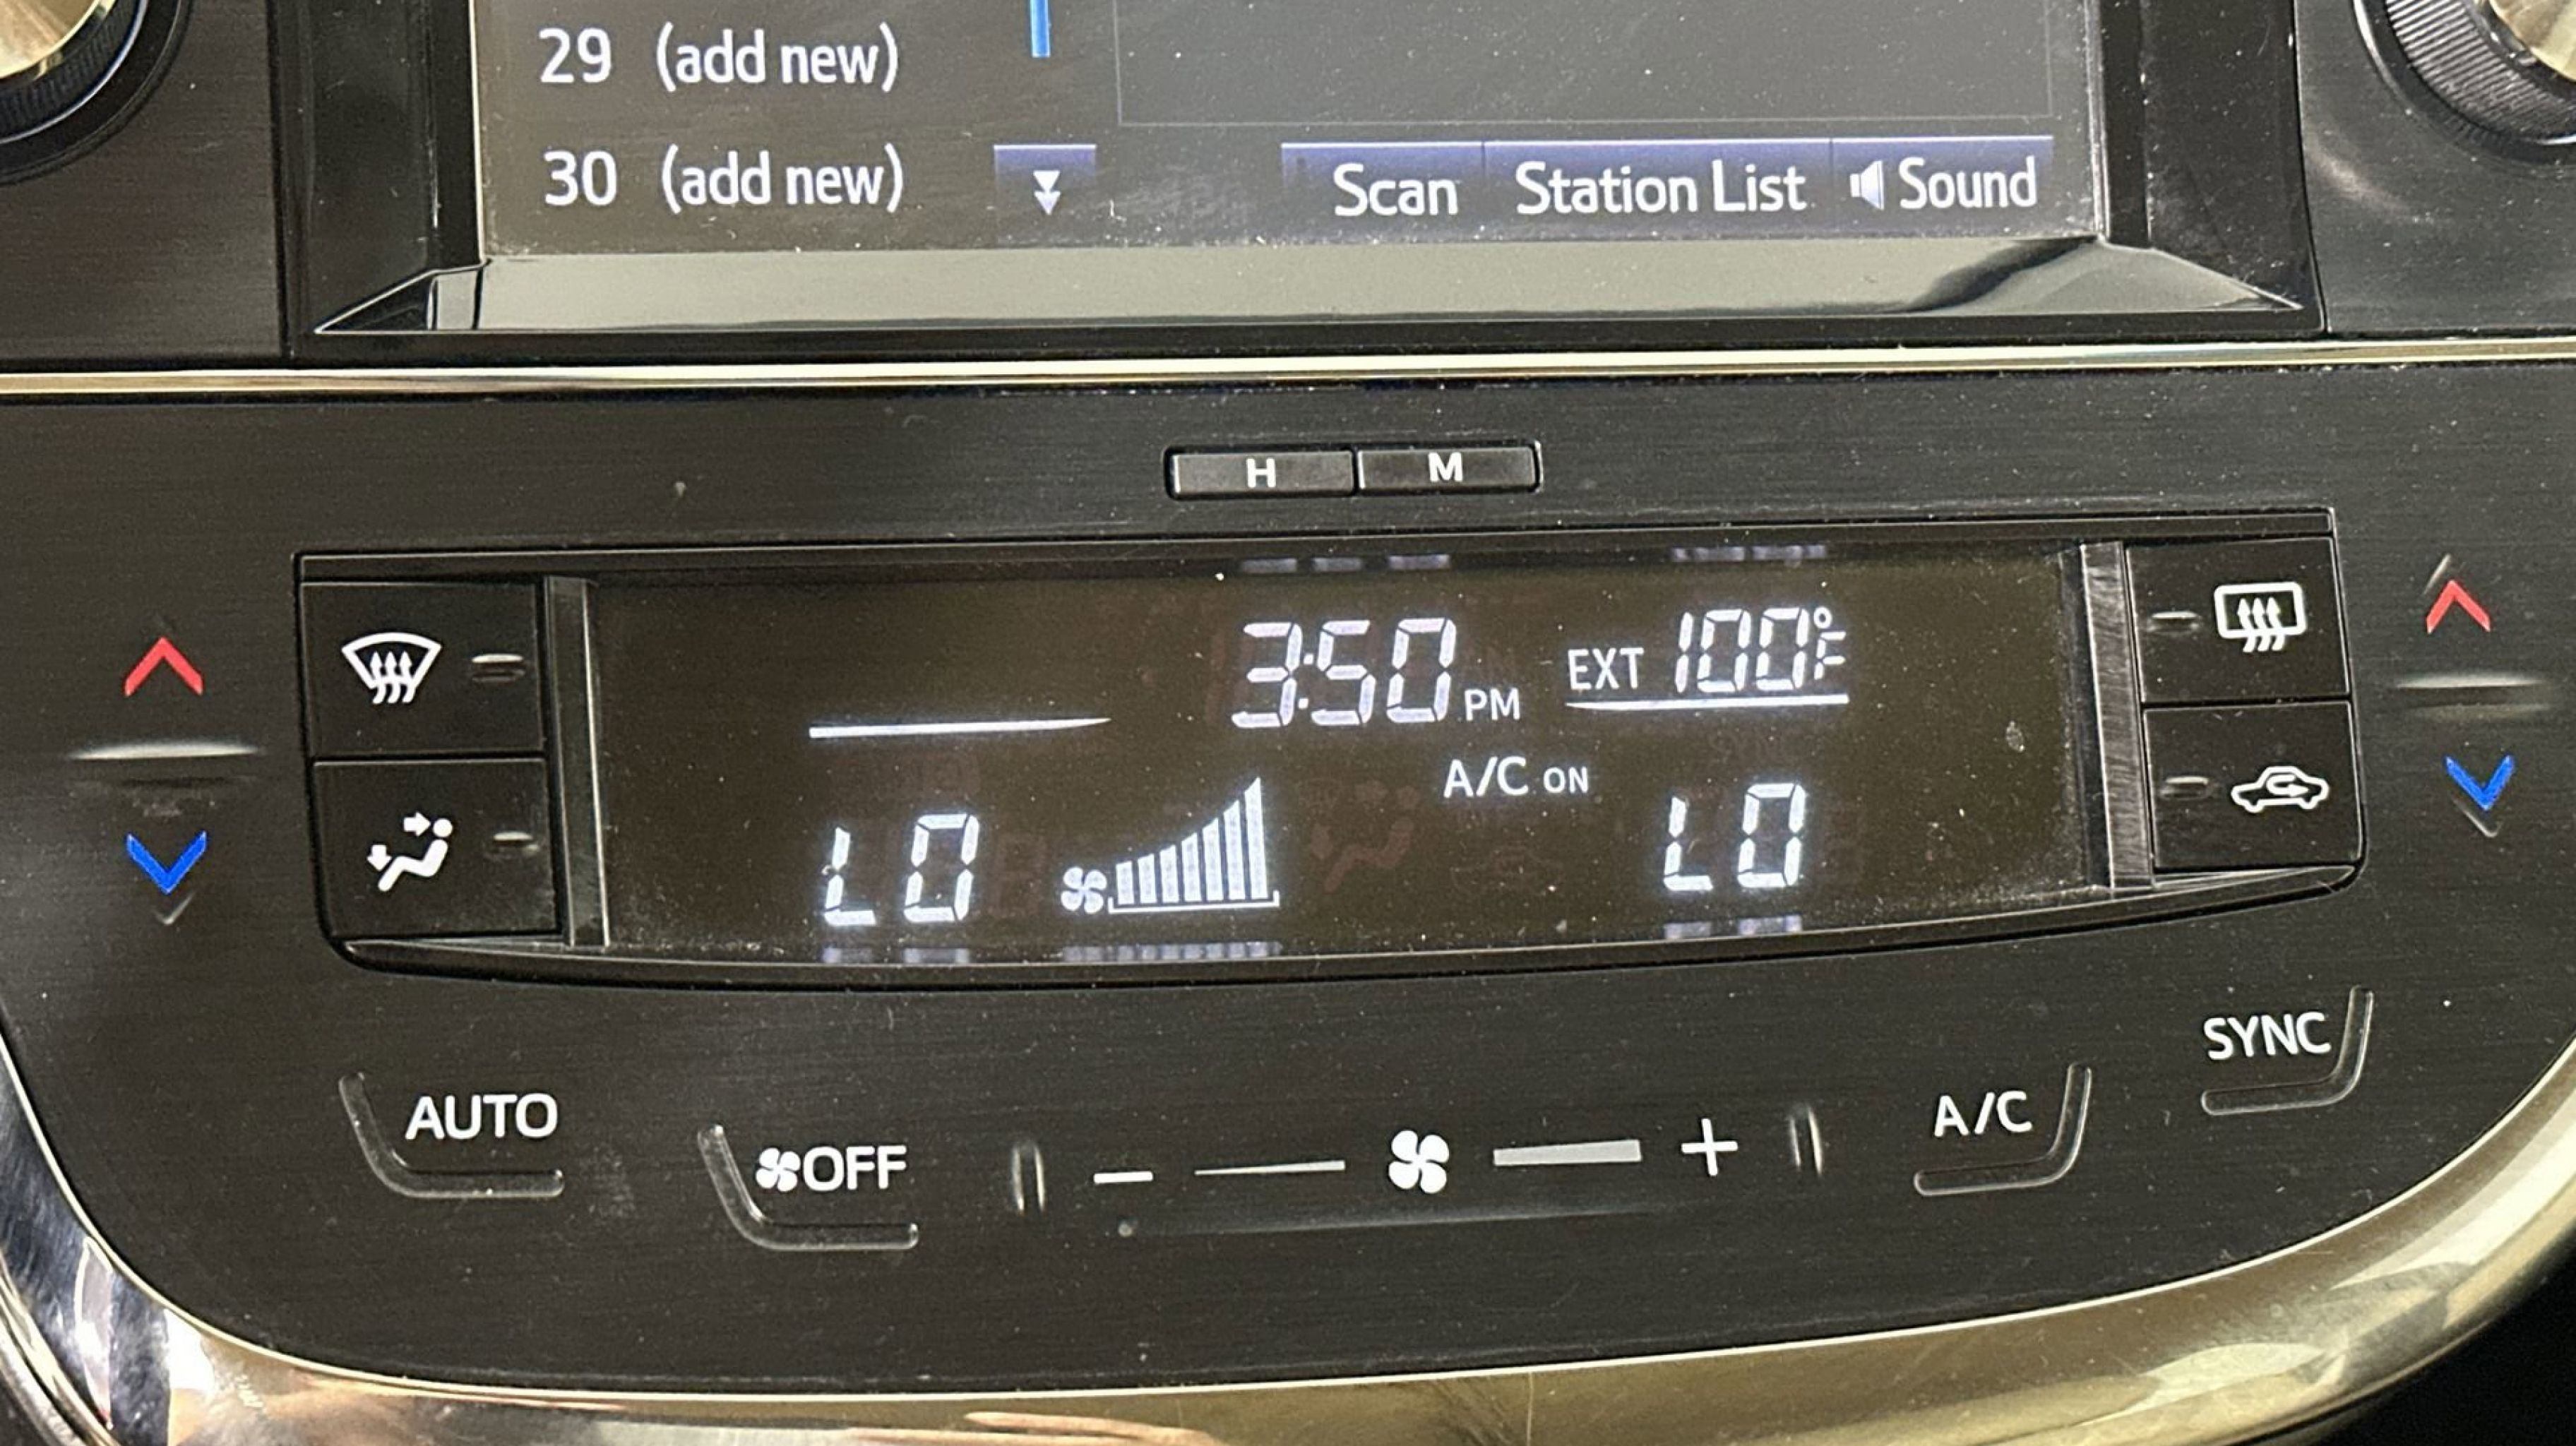 29 (add new)
30 (add new)
Scan Station List Sound
H M
3:50 PM EXT 100°F
A/C ON
LO LO
AUTO OFF - + A/C SYNC